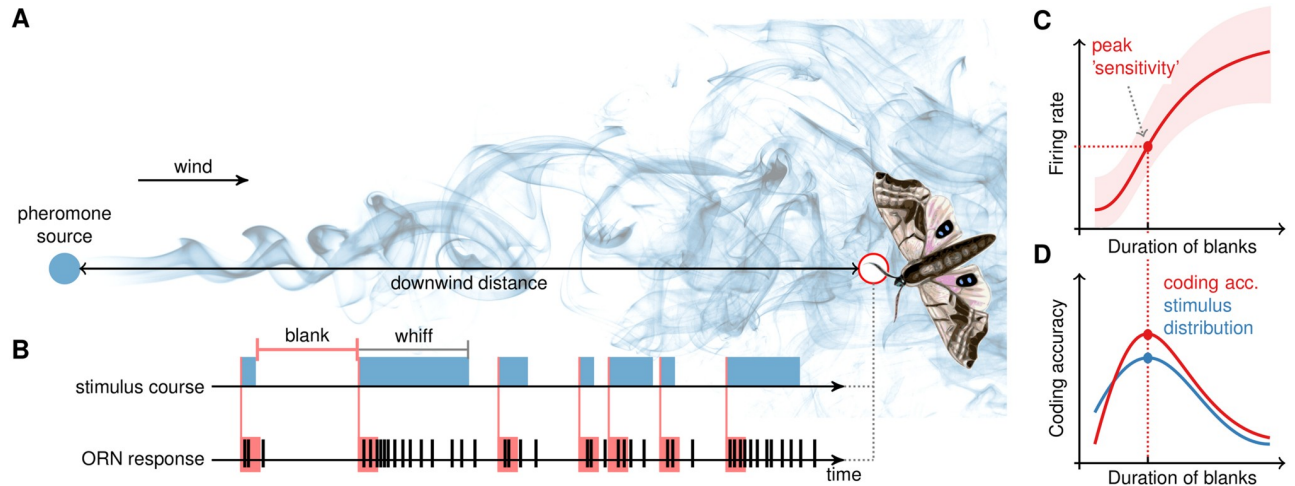 A
wind
pheromone
source
downwind distance
B
blank
whiff
stimulus course
ORN response
time
C
peak
'sensitivity'
Firing rate
Duration of blanks
D
coding acc.
stimulus
distribution
Coding accuracy
Duration of blanks